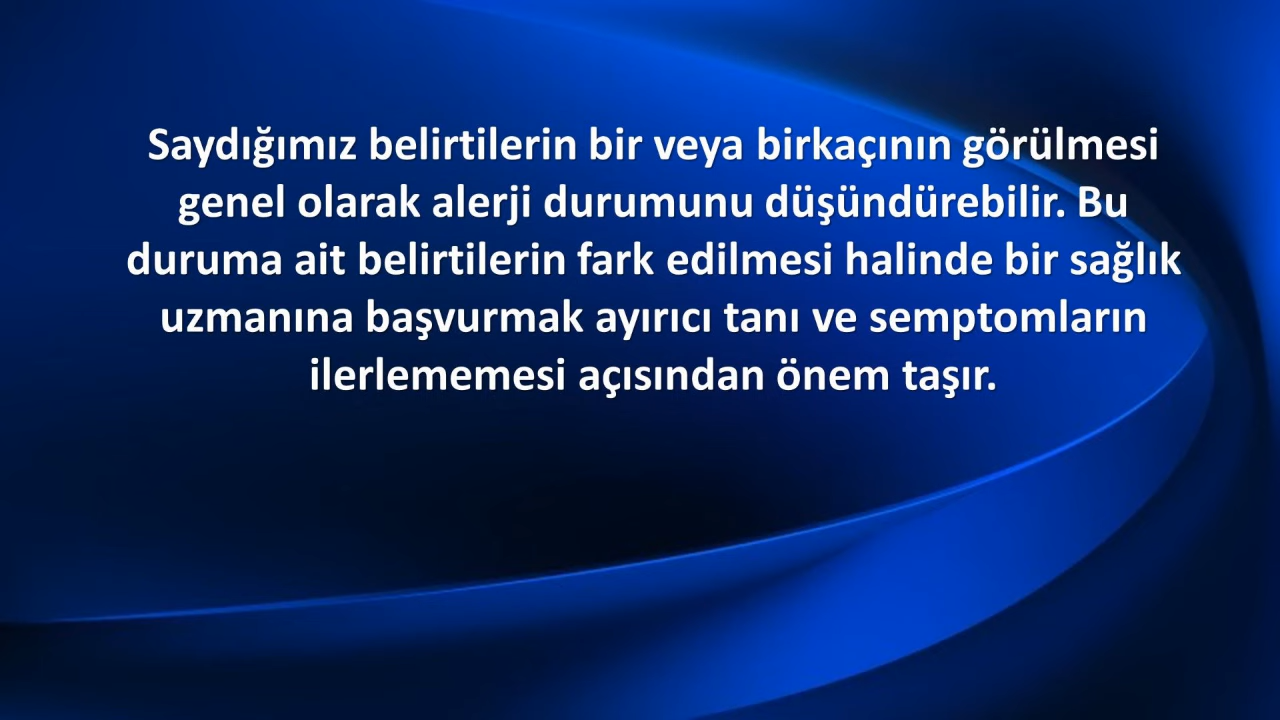 Saydığımız belirtilerin bir veya birkaçının görülmesi
genel olarak alerji durumunu düşündürebilir. Bu
duruma ait belirtilerin fark edilmesi halinde bir sağlık
uzmanına başvurmak ayırıcı tanı ve semptomların
ilerlememesi açısından önem taşır.